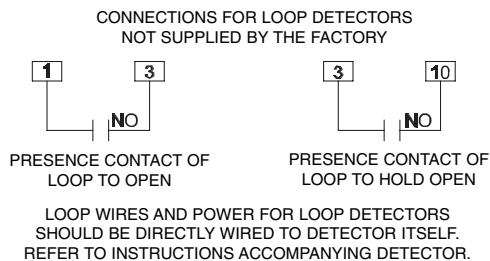 CONNECTIONS FOR LOOP DETECTORS
NOT SUPPLIED BY THE FACTORY
1 3 3 10
NO NO
PRESENCE CONTACT OF
LOOP TO OPEN
PRESENCE CONTACT OF
LOOP TO HOLD OPEN
LOOP WIRES AND POWER FOR LOOP DETECTORS
SHOULD BE DIRECTLY WIRED TO DETECTOR ITSELF.
REFER TO INSTRUCTIONS ACCOMPANYING DETECTOR.